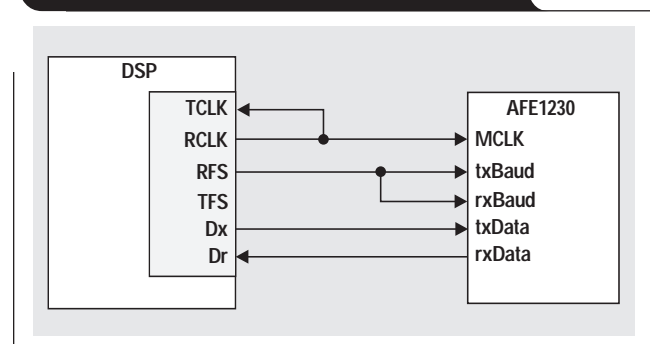 DSP
TCLK
RCLK
RFS
TFS
Dx
Dr
AFE1230
MCLK
txBaud
rxBaud
txData
rxData